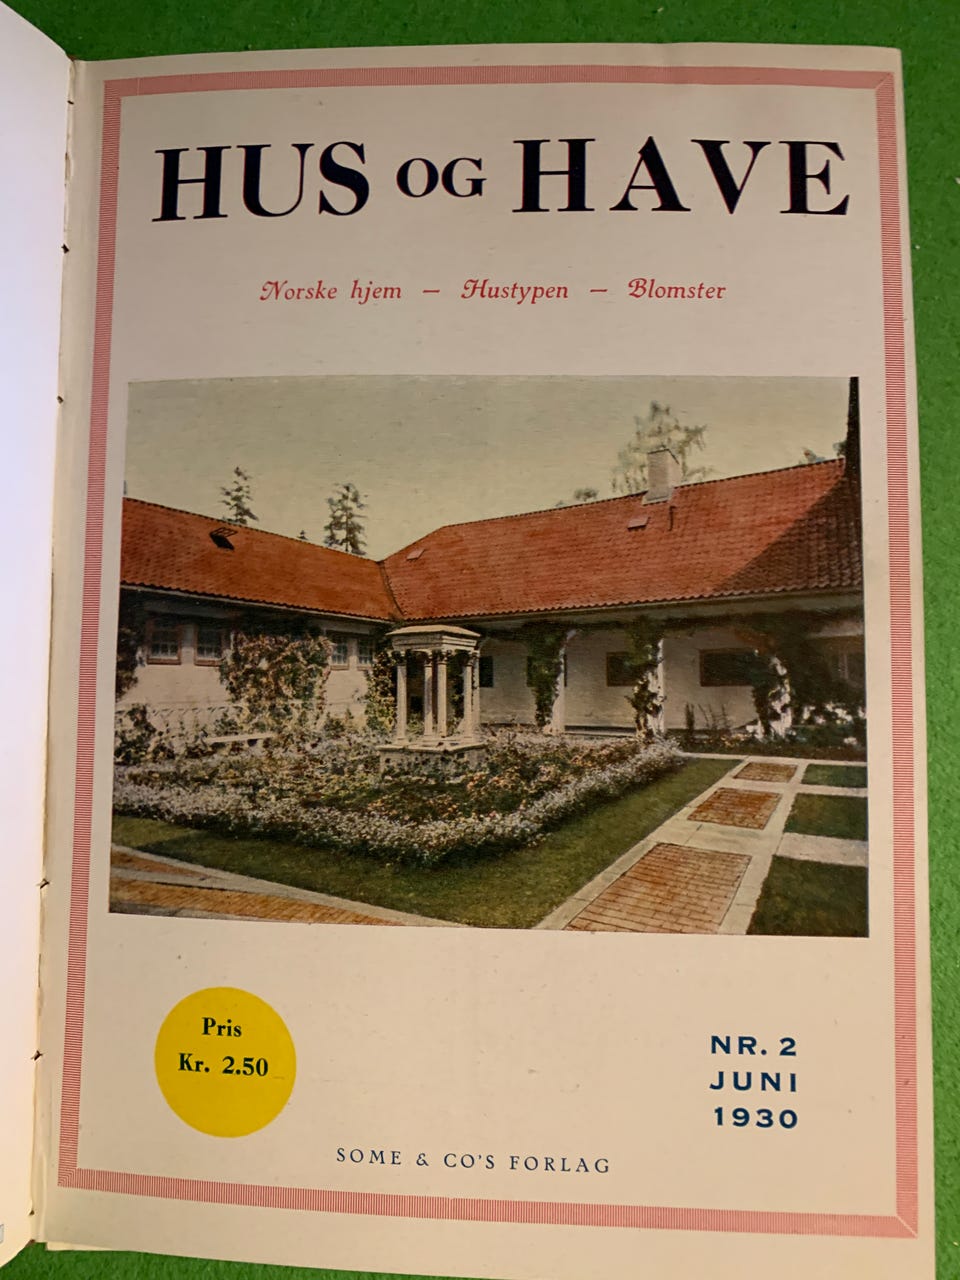 HUS OG HAVE
Norske hjem — Hustypen — Blomster
Pris
Kr. 2.50
NR. 2
JUNI
1930
SOME & CO'S FORLAG